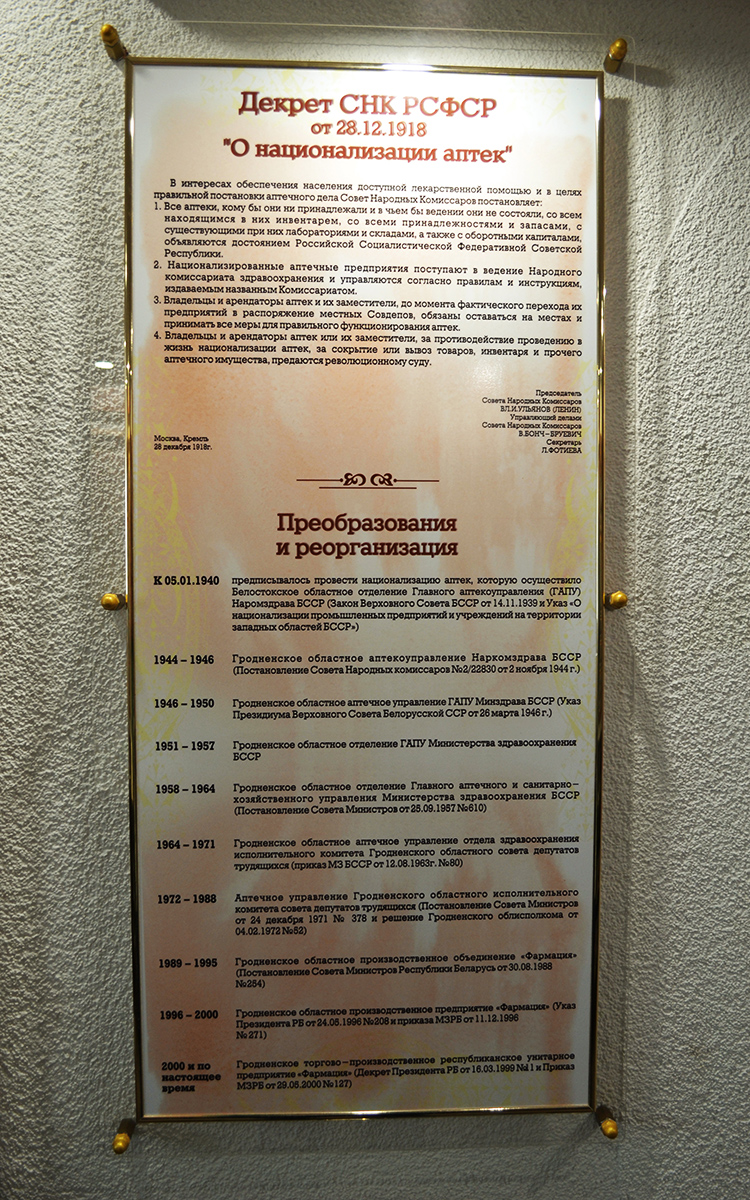 Декрет СНК РСФСР
от 28.12.1918
"О национализации аптек"
В интересах обеспечения населения доступной лекарственной помощью и в целях
правильной постановки аптечного дела Совет Народных Комиссаров постановляет:
1. Все аптеки, кому бы они ни принадлежали и в чьем бы ведении они не состояли, со всем
находящимся в них инвентарем, со всеми принадлежностями и запасами, с
существующими при них лабораториями и складами, а также с оборотными капиталами,
объявляются достоянием Российской Социалистической Федеративной Советской
Республики.
2. Национализированные аптечные предприятия поступают в ведение Народного
комиссариата здравоохранения и управляются согласно правилам и инструкциям,
издаваемым названным Комиссариатом.
3. Владельцы и арендаторы аптек и их заместители, до момента фактического перехода их
предприятий в распоряжение местных Совдепов, обязаны оставаться на местах и
принимать все меры для правильного функционирования аптек.
4. Владельцы и арендаторы аптек или их заместители, за противодействие проведению в
жизнь национализации аптек, за сокрытие или вывоз товаров, инвентаря и прочего
аптечного имущества, предаются революционному суду.
Председатель
Совета Народных Комиссаров
ВЛ.И.УЛЬЯНОВ (ЛЕНИН)
Управляющий делами
Совета Народных Комиссаров
В.БОНЧ–БРУЕВИЧ
Секретарь
Л.ФОТИЕВА
Москва, Кремль
28 декабря 1918г.
Преобразования
и реорганизация
К 05.01.1940 предписывалось провести национализацию аптек, которую осуществило
Белостокское областное отделение Главного аптекоуправления (ГАПУ)
Наромздрава БССР (Закон Верховного Совета БССР от 14.11.1939 и Указ «О
национализации промышленных предприятий и учреждений на территории
западных областей БССР»)
1944 – 1946 Гродненское областное аптекоуправление Наркомздрава БССР
(Постановление Совета Народных комиссаров №2/22830 от 2 ноября 1944 г.)
1946 – 1950 Гродненское областное аптечное управление ГАПУ Минздрава БССР (Указ
Президиума Верховного Совета Белорусской ССР от 26 марта 1946 г.)
1951 – 1957 Гродненское областное отделение ГАПУ Министерства здравоохранения
БССР
1958 – 1964 Гродненское областное отделение Главного аптечного и санитарно–
хозяйственного управления Министерства здравоохранения БССР
(Постановление Совета Министров от 25.09.1957 №610)
1964 – 1971 Гродненское областное аптечное управление отдела здравоохранения
исполнительного комитета Гродненского областного совета депутатов
трудящихся (приказ МЗ БССР от 12.08.1963г. №80)
1972 – 1988 Аптечное управление Гродненского областного исполнительного
комитета совета депутатов трудящихся (Постановление Совета Министров
от 24 декабря 1971 № 378 и решение Гродненского облисполкома от
04.02.1972 №52)
1989 – 1995 Гродненское областное производственное объединение «Фармация»
(Постановление Совета Министров Республики Беларусь от 30.08.1988
№254)
1996 – 2000 Гродненское областное производственное предприятие «Фармация» (Указ
Президента РБ от 24.05.1996 №208 и приказа МЗРБ от 11.12.1996
№271)
2000 и по настоящее время Гродненское торгово–производственное республиканское унитарное
предприятие «Фармация» (Декрет Президента РБ от 16.03.1999 №11 и Приказ
МЗРБ от 29.05.2000 №127)